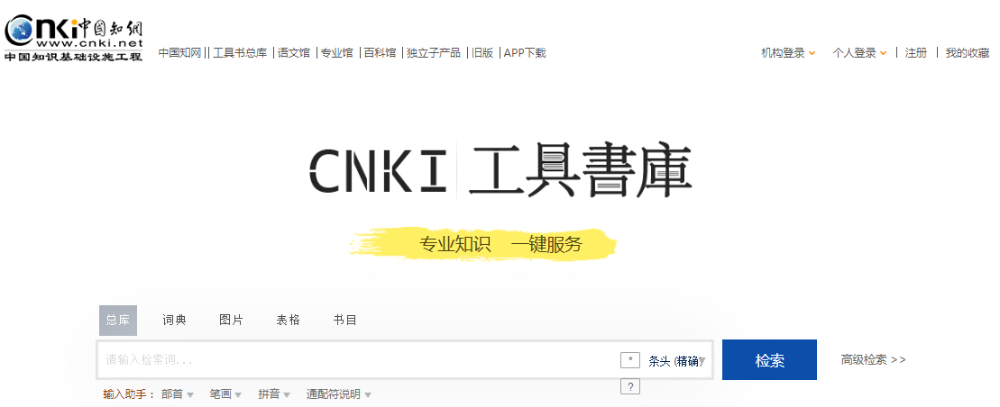 cnki中国知網
www.cnki.net
中国知识基础设施工程
中国知网 || 工具书总库 | 语文馆 | 专业馆 | 百科馆 | 独立子产品 | 旧版 | APP下载
机构登录 个人登录 | 注册 | 我的收藏
CNKI 工具書庫
专业知识 一键服务
总库 词典 图片 表格 书目
请输入检索词... * 条头 (精确) 检索 高级检索 >>
?
输入助手： 部首 笔画 拼音 通配符说明